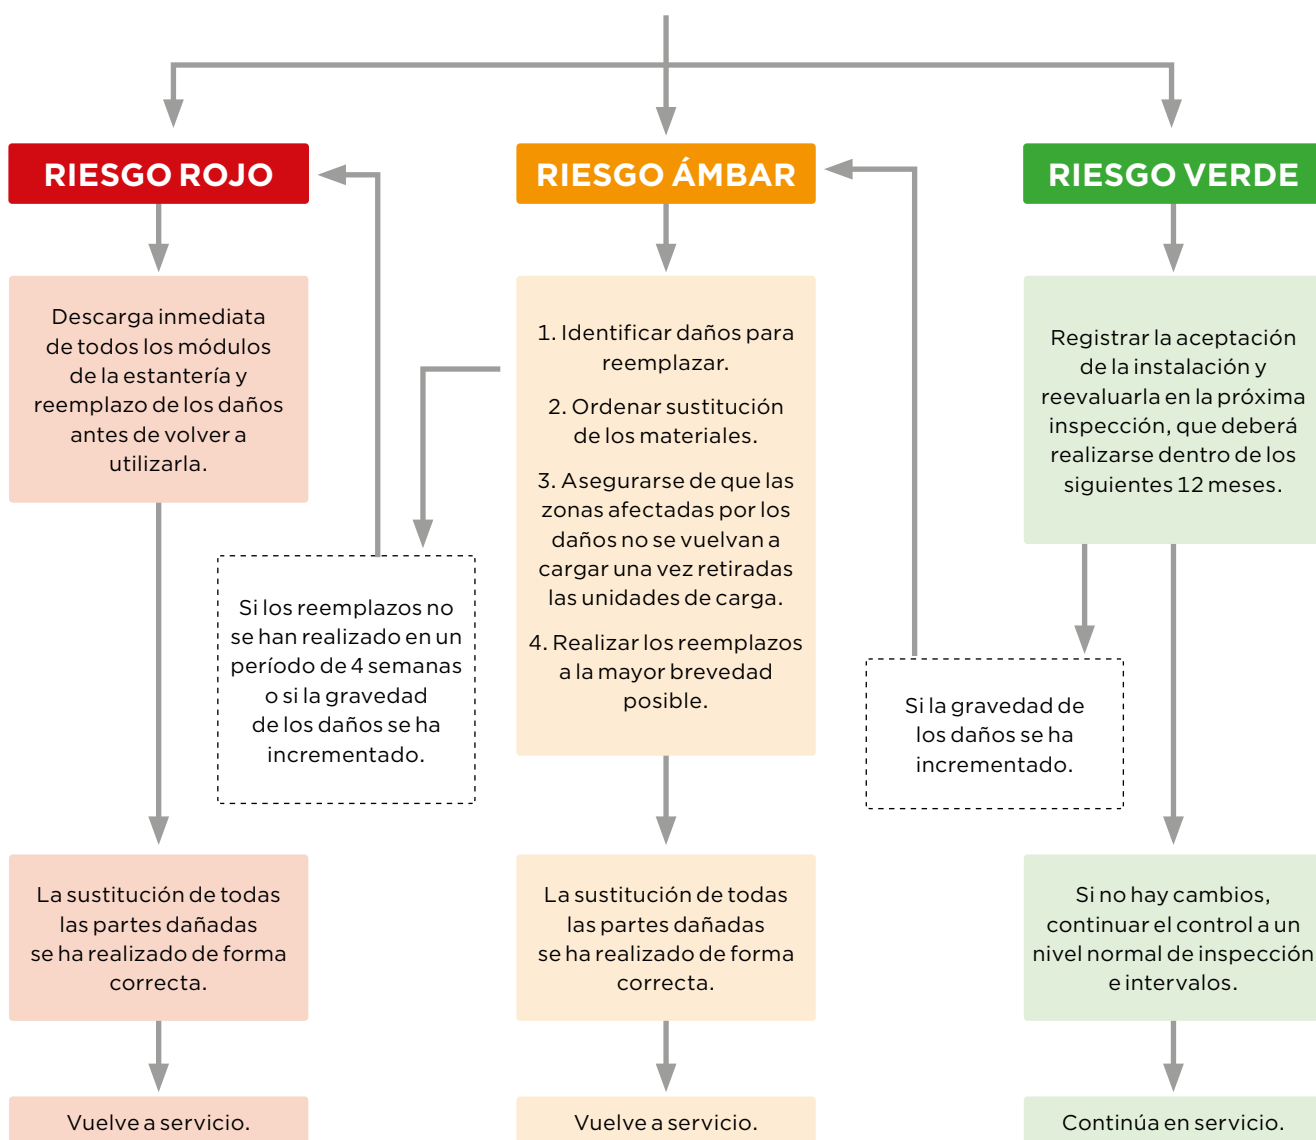 RIESGO ROJO
RIESGO ÁMBAR
RIESGO VERDE
Descarga inmediata
de todos los módulos
de la estantería y
reemplazo de los daños
antes de volver a
utilizarla.
1. Identificar daños para
reemplazar.
2. Ordenar sustitución
de los materiales.
3. Asegurarse de que las
zonas afectadas por los
daños no se vuelvan a
cargar una vez retiradas
las unidades de carga.
4. Realizar los reemplazos
a la mayor brevedad
posible.
Registrar la aceptación
de la instalación y
reevaluarla en la próxima
inspección, que deberá
realizarse dentro de los
siguientes 12 meses.
Si los reemplazos no
se han realizado en un
período de 4 semanas
o si la gravedad
de los daños se ha
incrementado.
Si la gravedad de
los daños se ha
incrementado.
La sustitución de todas
las partes dañadas
se ha realizado de forma
correcta.
La sustitución de todas
las partes dañadas
se ha realizado de forma
correcta.
Si no hay cambios,
continuar el control a un
nivel normal de inspección
e intervalos.
Vuelve a servicio.
Vuelve a servicio.
Continúa en servicio.